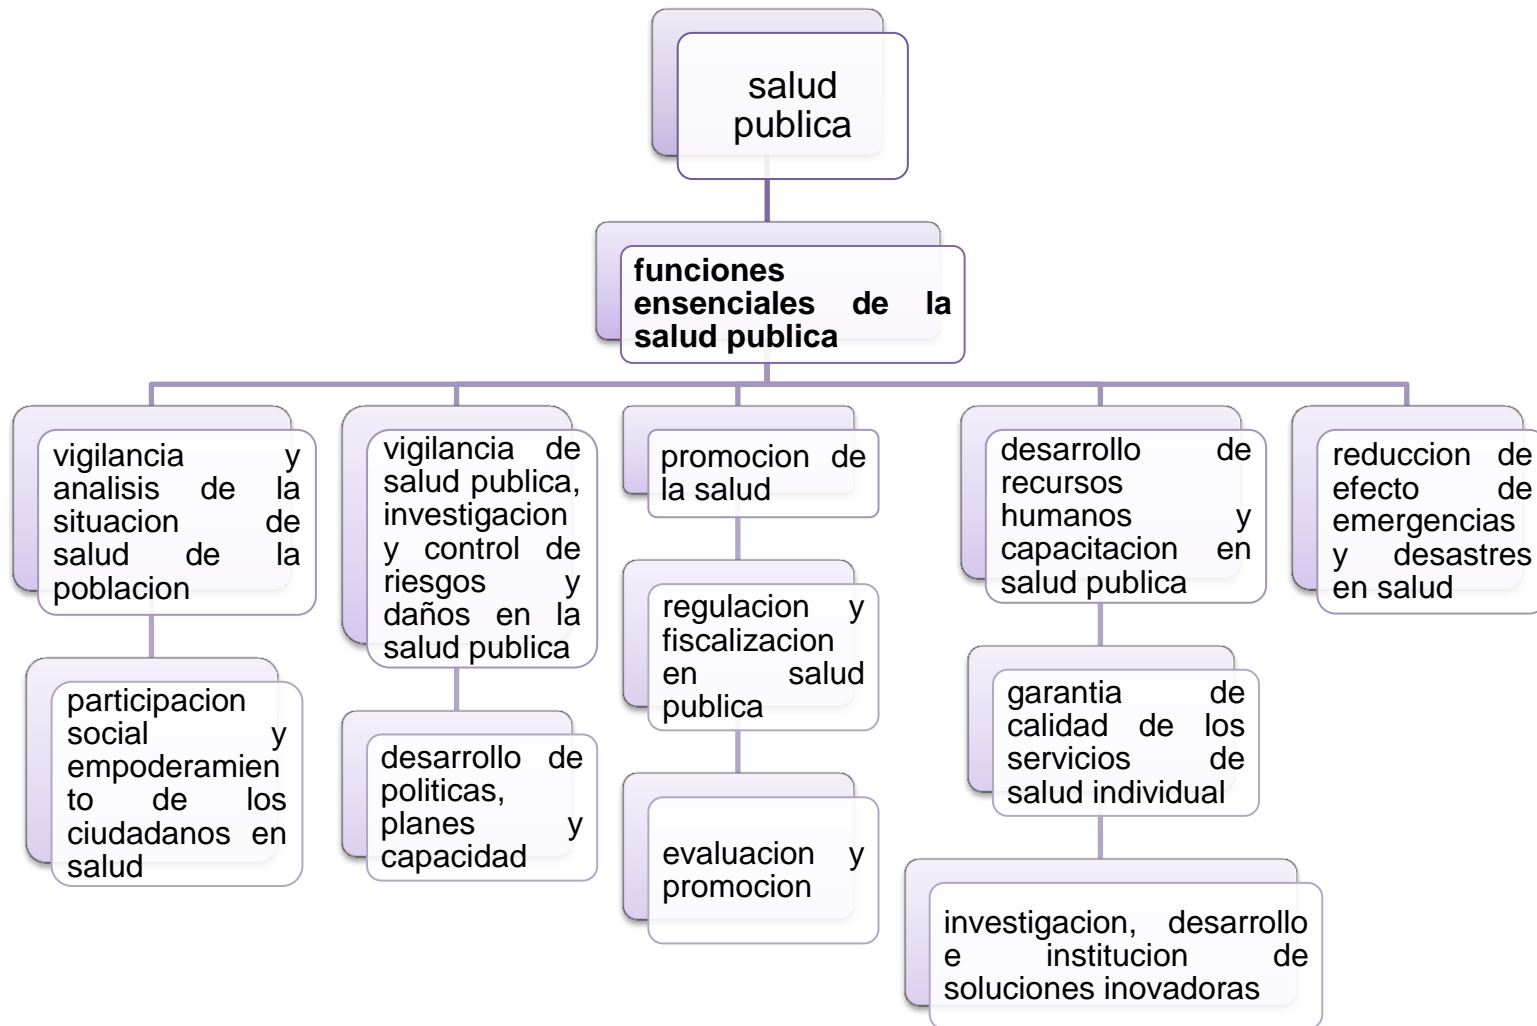 salud
publica
funciones
ensenciales de la
salud publica
vigilancia y
analisis de la
situacion de
salud de la
poblacion
participacion
social y
empoderamien
to de los
ciudadanos en
salud
vigilancia de
salud publica,
investigacion
y control de
riesgos y
daños en la
salud publica
desarrollo de
politicas,
planes y
capacidad
promocion de
la salud
regulacion y
fiscalizacion
en salud
publica
evaluacion y
promocion
desarrollo de
recursos
humanos y
capacitacion en
salud publica
garantia de
calidad de los
servicios de
salud individual
investigacion, desarrollo
e institucion de
soluciones inovadoras
reduccion de
efecto de
emergencias
y desastres
en salud